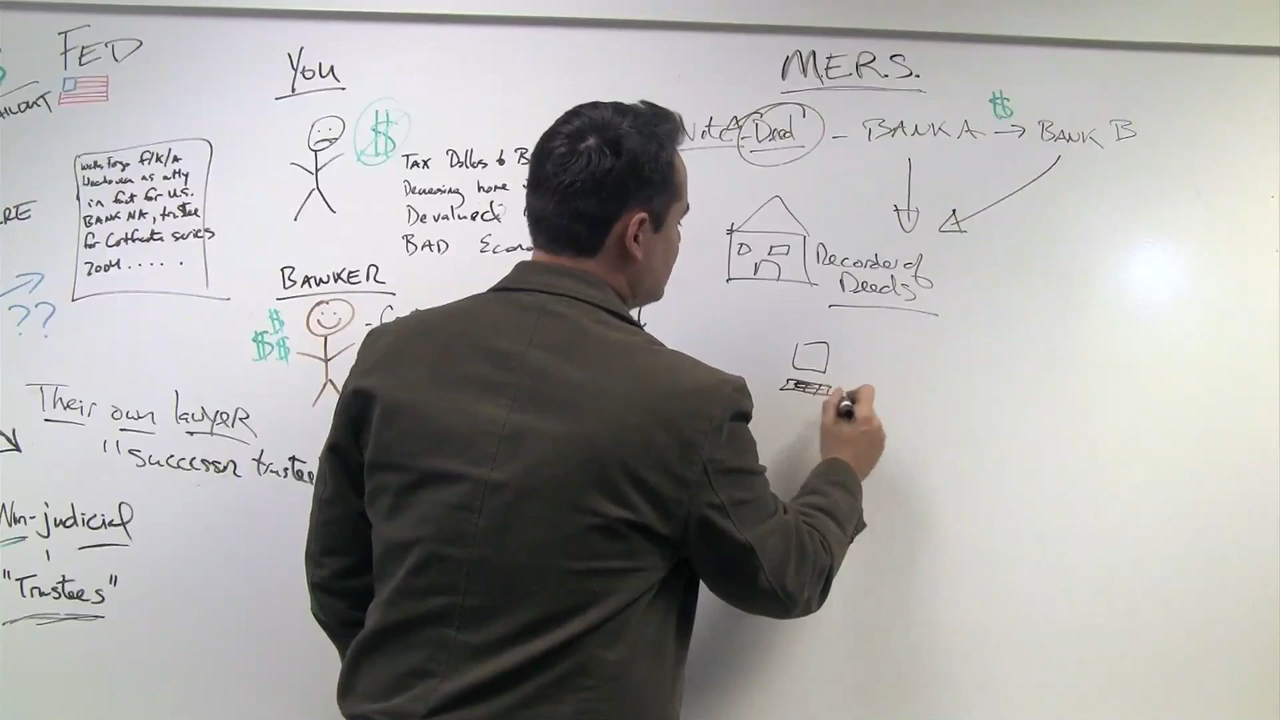 FED
$
You
$
TAX Dollars to B
Decreasing home
Devalued
BAD Econo
Wells Fargo f/k/a
Wachovia as atty
in fact for U.S.
BANK NA, trustee
for Certificate series
2004.....
??
BANKER
$
$$
Their own lawyer
"Successor trustee
Non-judicial
"Trustees"
M.E.R.S.
$
Note - Deed - BANK A → BANK B
Recorder of
Deeds